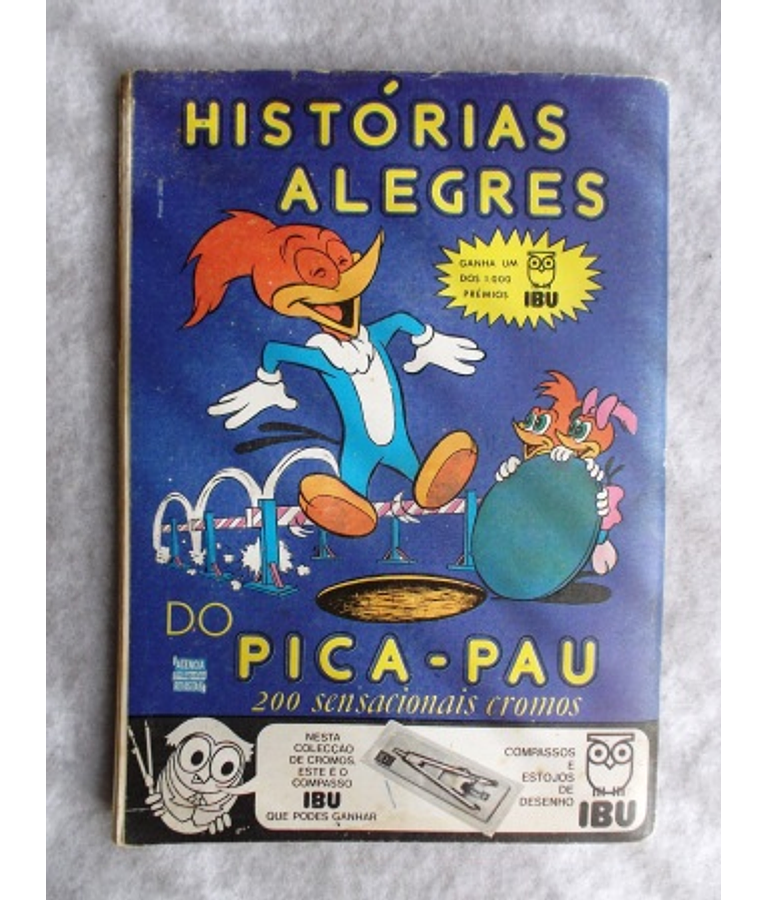 HISTÓRIAS
ALEGRES
GANHA UM
DOS 1.000
PRÉMIOS
IBU
DO
PICA-PAU
200 sensacionais cromos
NESTA
COLECÇÃO
DE CROMOS,
ESTE É O
COMPASSO
IBU
QUE PODES GANHAR
COMPASSOS
E
ESTOJOS
DE
DESENHO
IBU